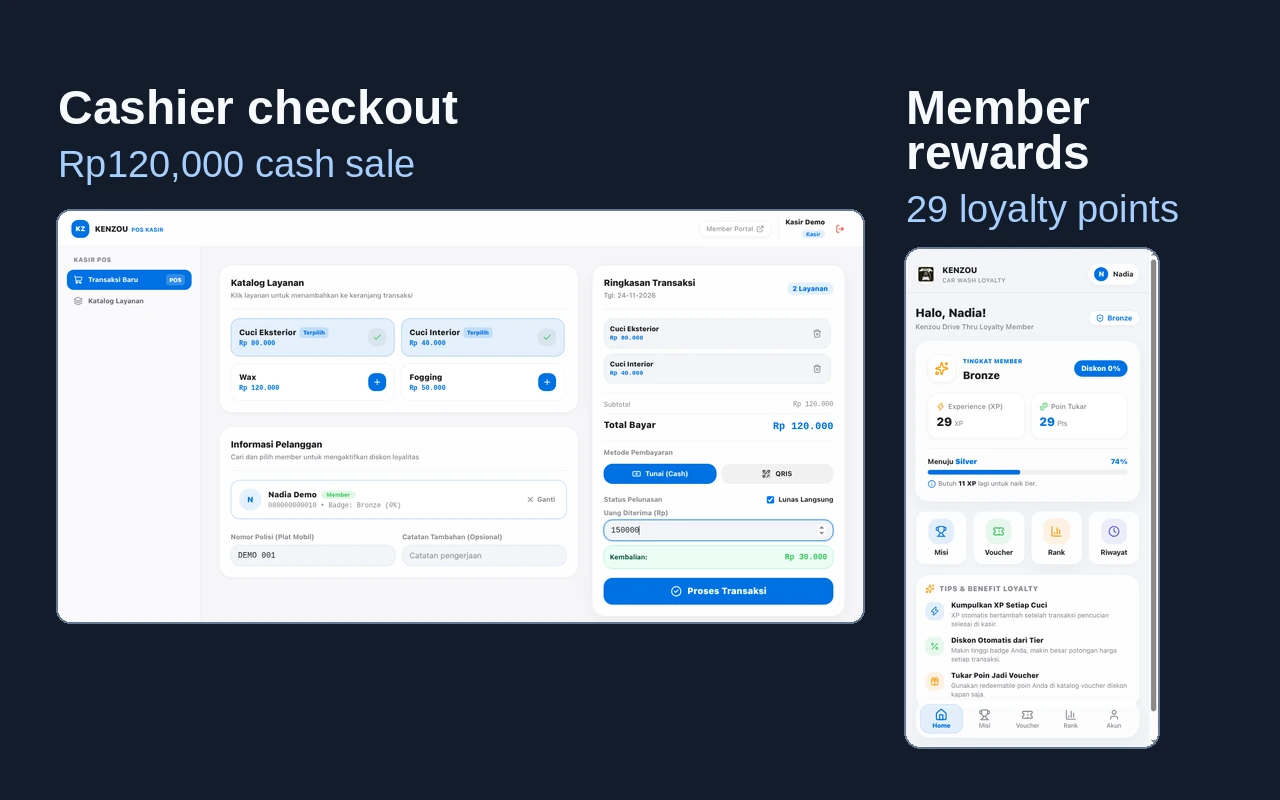 Cashier checkout
Rp120,000 cash sale
KZ KENZOU POS KASIR
Member Portal
Kasir Demo
Kasir
KASIR POS
Transaksi Baru POS
Katalog Layanan
Katalog Layanan
Klik layanan untuk menambahkan ke keranjang transaksi
Cuci Eksterior Terpilih
Rp 80.000
Cuci Interior Terpilih
Rp 40.000
Wax
Rp 120.000
Fogging
Rp 50.000
Informasi Pelanggan
Cari dan pilih member untuk mengaktifkan diskon loyalitas
N
Nadia Demo Member
080000000010 • Badge: Bronze (0%)
Ganti
Nomor Polisi (Plat Mobil)
DEMO 001
Catatan Tambahan (Opsional)
Catatan pengerjaan
Ringkasan Transaksi
Tgl: 24-11-2026
2 Layanan
Cuci Eksterior
Rp 80.000
Cuci Interior
Rp 40.000
Subtotal Rp 120.000
Total Bayar Rp 120.000
Metode Pembayaran
Tunai (Cash) QRIS
Status Pelunasan Lunas Langsung
Uang Diterima (Rp)
150000
Kembalian: Rp 30.000
Proses Transaksi
Member
rewards
29 loyalty points
KENZOU
CAR WASH LOYALTY
N Nadia
Halo, Nadia!
Kenzou Drive Thru Loyalty Member
Bronze
TINGKAT MEMBER
Bronze
Diskon 0%
Experience (XP)
29 XP
Poin Tukar
29 Pts
Menuju Silver 74%
Butuh 11 XP lagi untuk naik tier.
Misi Voucher Rank Riwayat
TIPS & BENEFIT LOYALTY
Kumpulkan XP Setiap Cuci
XP otomatis bertambah setelah transaksi pencucian
selesai di kasir.
Diskon Otomatis dari Tier
Makin tinggi badge Anda, makin besar potongan harga
setiap transaksi.
Tukar Poin Jadi Voucher
Gunakan redeemable poin Anda di katalog voucher diskon
kapan saja.
Home Misi Voucher Rank Akun